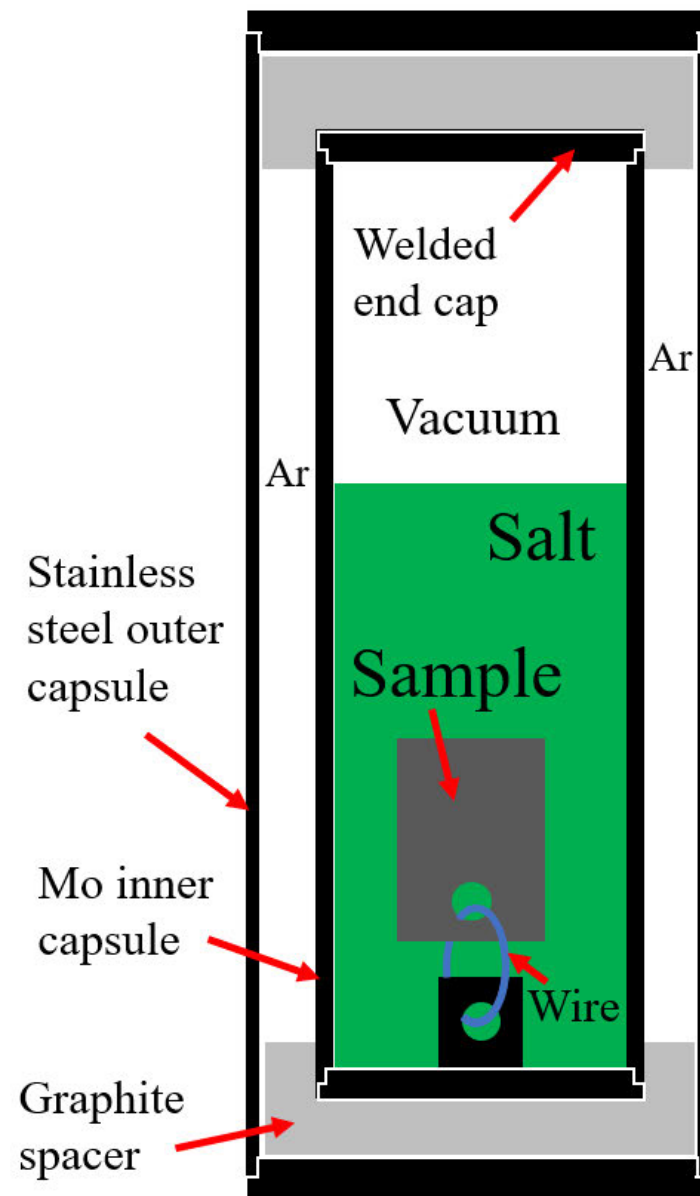 Welded
end cap
Ar
Vacuum
Ar
Salt
Stainless
steel outer
capsule
Sample
Mo inner
capsule
Wire
Graphite
spacer